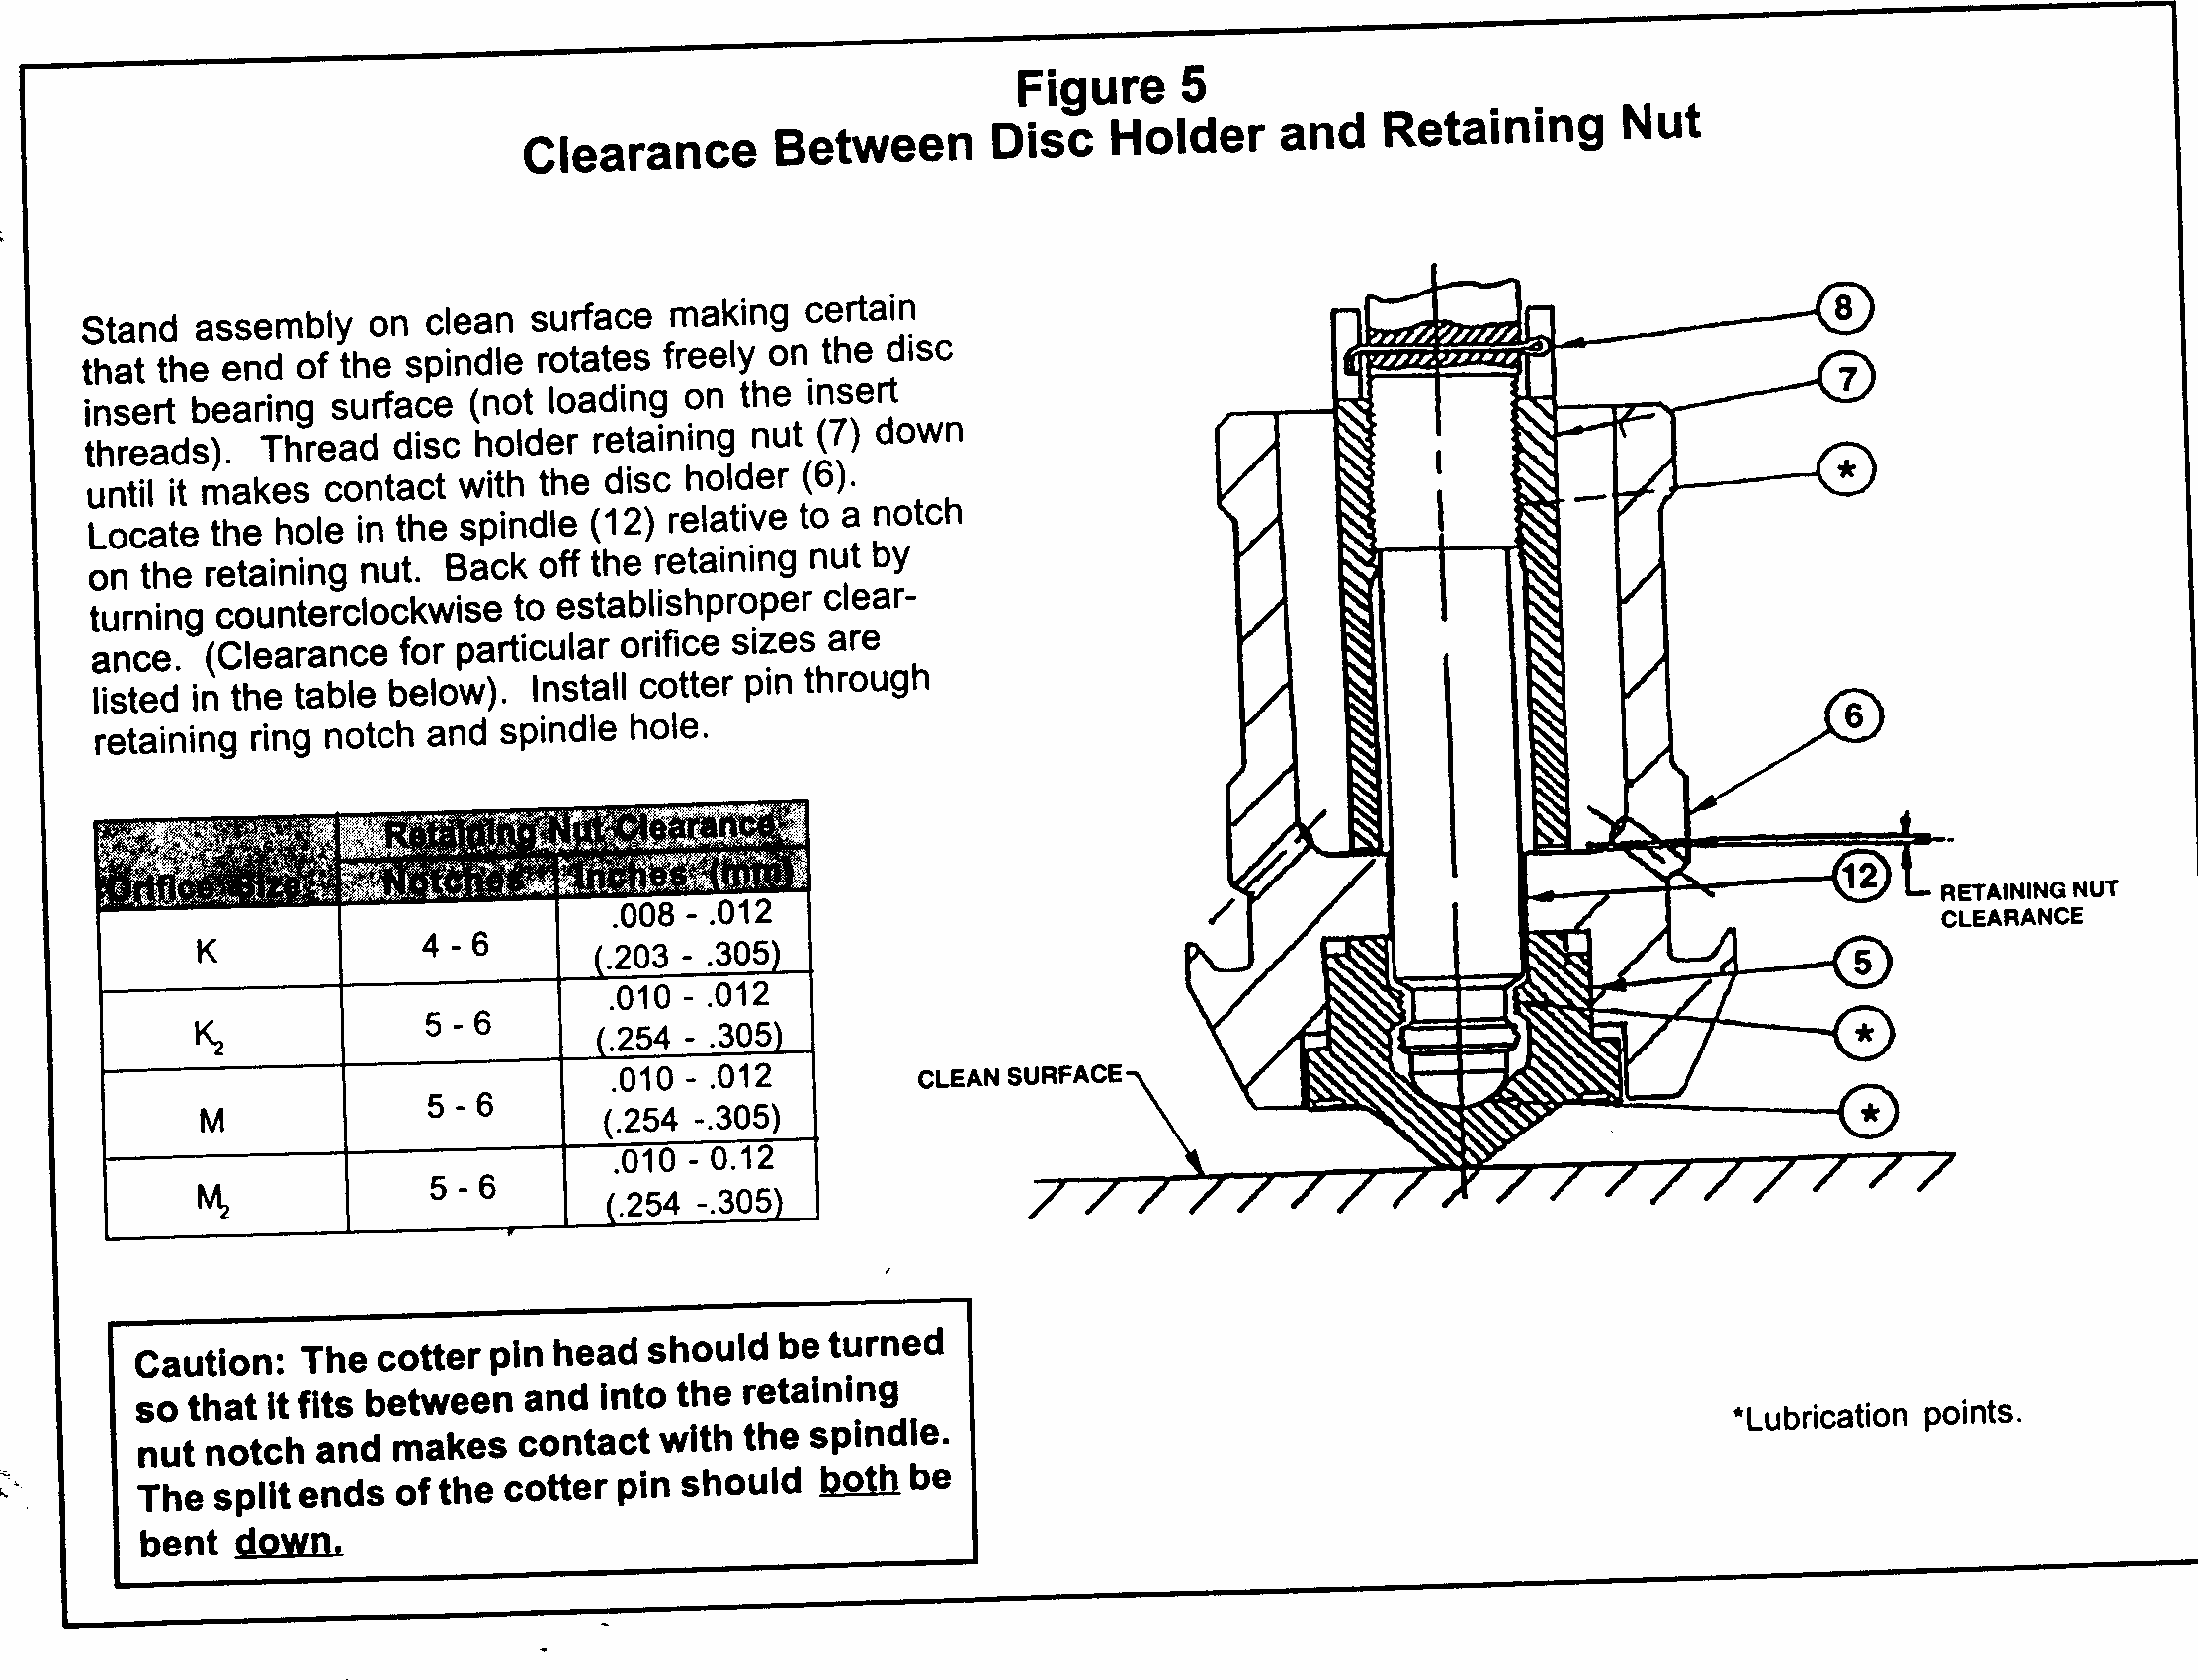 Figure 5
Clearance Between Disc Holder and Retaining Nut
Stand assembly on clean surface making certain
that the end of the spindle rotates freely on the disc
insert bearing surface (not loading on the insert
threads). Thread disc holder retaining nut (7) down
until it makes contact with the disc holder (6).
Locate the hole in the spindle (12) relative to a notch
on the retaining nut. Back off the retaining nut by
turning counterclockwise to establishproper clear-
ance. (Clearance for particular orifice sizes are
listed in the table below). Install cotter pin through
retaining ring notch and spindle hole.
Retaining Nut Clearance
Orifice Size Notches Inches (mm)
K 4 - 6 .008 - .012
(.203 - .305)
K2 5 - 6 .010 - .012
(.254 - .305)
M 5 - 6 .010 - .012
(.254 -.305)
M2 5 - 6 .010 - 0.12
(.254 -.305)
Caution: The cotter pin head should be turned
so that it fits between and into the retaining
nut notch and makes contact with the spindle.
The split ends of the cotter pin should both be
bent down.
8
7
*
6
12
RETAINING NUT
CLEARANCE
5
*
*
CLEAN SURFACE
*Lubrication points.